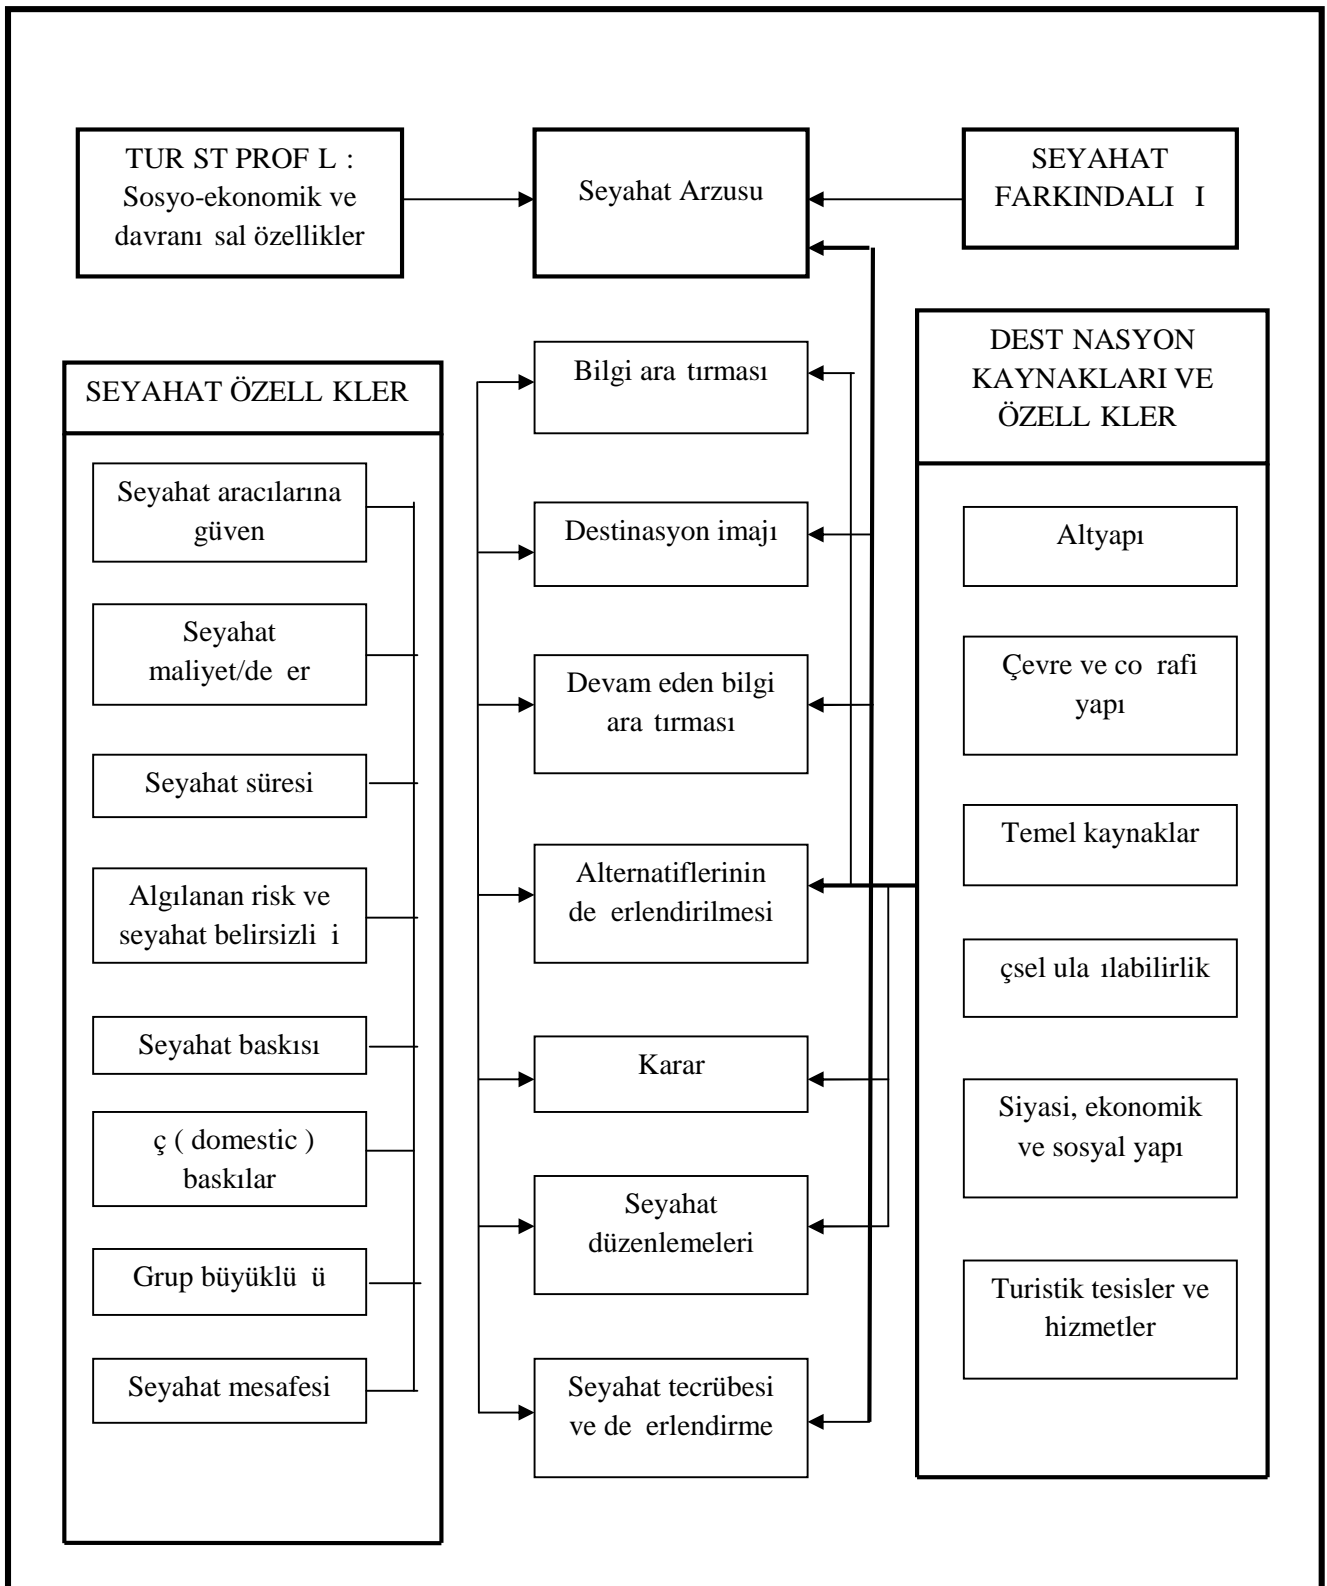 TUR ST PROF L :
Sosyo-ekonomik ve
davranı sal özellikler
Seyahat Arzusu
SEYAHAT
FARKINDALI I
SEYAHAT ÖZELL KLER
Seyahat aracılarına
güven
Seyahat
maliyet/de er
Seyahat süresi
Algılanan risk ve
seyahat belirsizli i
Seyahat baskısı
ç ( domestic )
baskılar
Grup büyüklü ü
Seyahat mesafesi
Bilgi ara tırması
Destinasyon imajı
Devam eden bilgi
ara tırması
Alternatiflerinin
de erlendirilmesi
Karar
Seyahat
düzenlemeleri
Seyahat tecrübesi
ve de erlendirme
DEST NASYON
KAYNAKLARI VE
ÖZELL KLER
Altyapı
Çevre ve co rafi
yapı
Temel kaynaklar
çsel ula ılabilirlik
Siyasi, ekonomik
ve sosyal yapı
Turistik tesisler ve
hizmetler